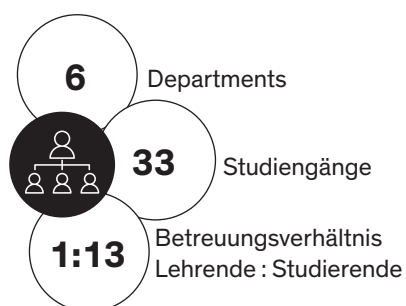 6 Departments
33 Studiengänge
1:13 Betreuungsverhältnis
Lehrende : Studierende